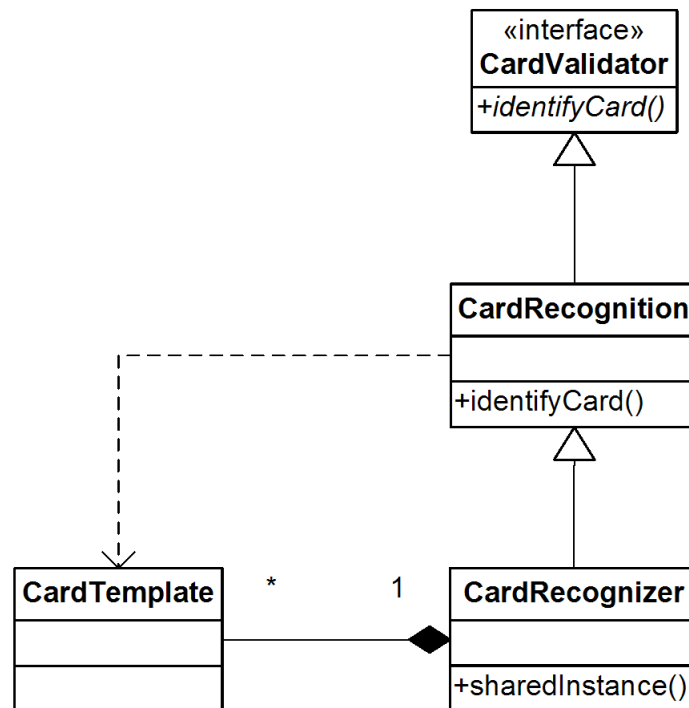 «interface»
CardValidator
+identifyCard()
CardRecognition
+identifyCard()
CardTemplate
*
1
CardRecognizer
+sharedInstance()